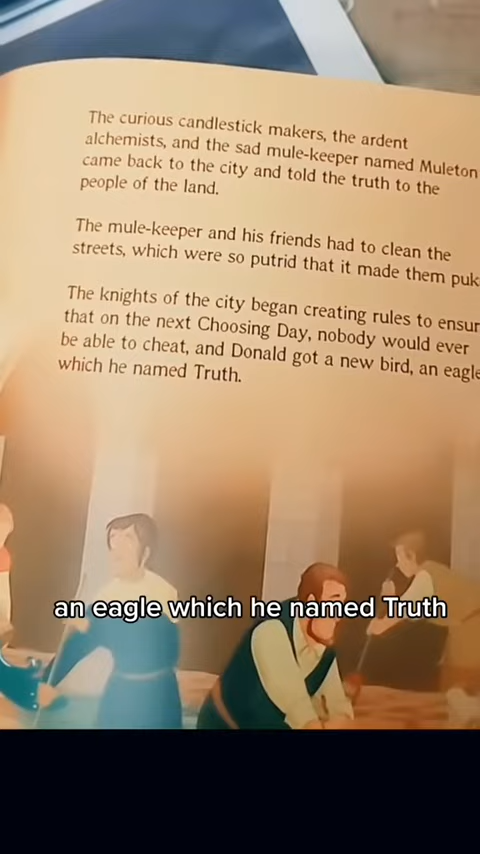 The curious candlestick makers, the ardent
alchemists, and the sad mule-keeper named Muleton
came back to the city and told the truth to the
people of the land.
The mule-keeper and his friends had to clean the
streets, which were so putrid that it made them puk
The knights of the city began creating rules to ensur
that on the next Choosing Day, nobody would ever
be able to cheat, and Donald got a new bird, an eagle
which he named Truth.
an eagle which he named Truth